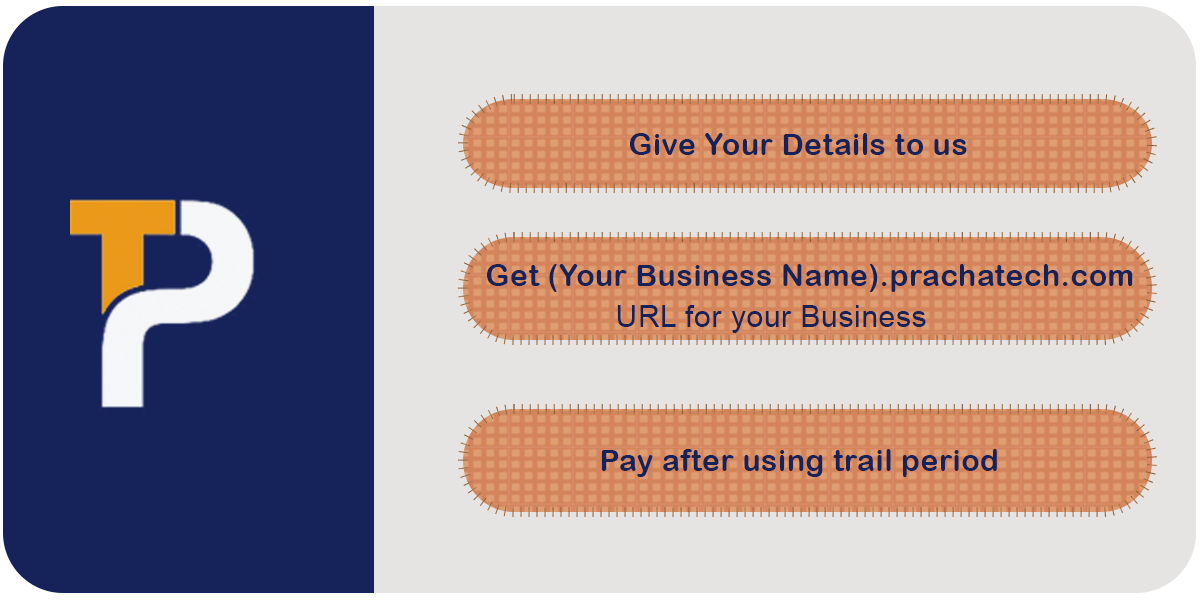 TP
Give Your Details to us
Get (Your Business Name).prachatech.com
URL for your Business
Pay after using trail period